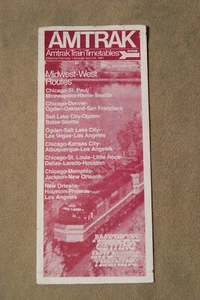 AMTRAK
Amtrak Train Timetables
Midwest-West
Routes
Chicago-St. Paul/
Minneapolis-Havre-Seattle
Chicago-Denver-
Ogden-Oakland-San Francisco
Salt Lake City-Ogden-
Boise-Seattle
Ogden-Salt Lake City-
Las Vegas-Los Angeles
Chicago-Kansas City-
Albuquerque-Los Angeles
Chicago-St. Louis-Little Rock-
Dallas-Laredo-Houston
Chicago-Memphis-
Jackson-New Orleans
New Orleans-
Houston-Phoenix-
Los Angeles